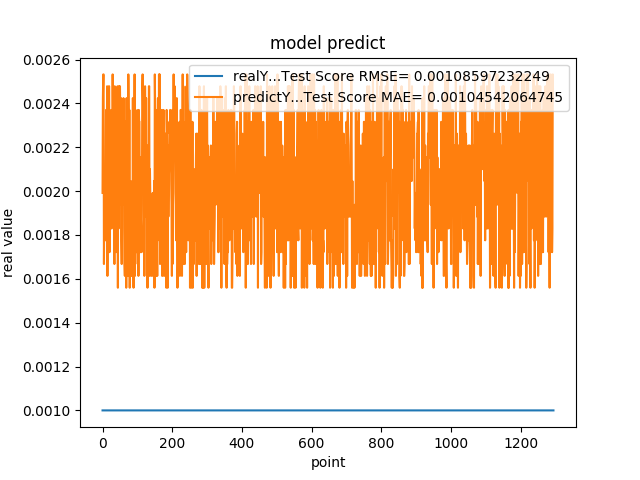 model predict
realY...Test Score RMSE= 0.00108597232249
predictY...Test Score MAE= 0.00104542064745
0.0026
0.0024
0.0022
0.0020
0.0018
0.0016
0.0014
0.0012
0.0010
real value
0 200 400 600 800 1000 1200
point